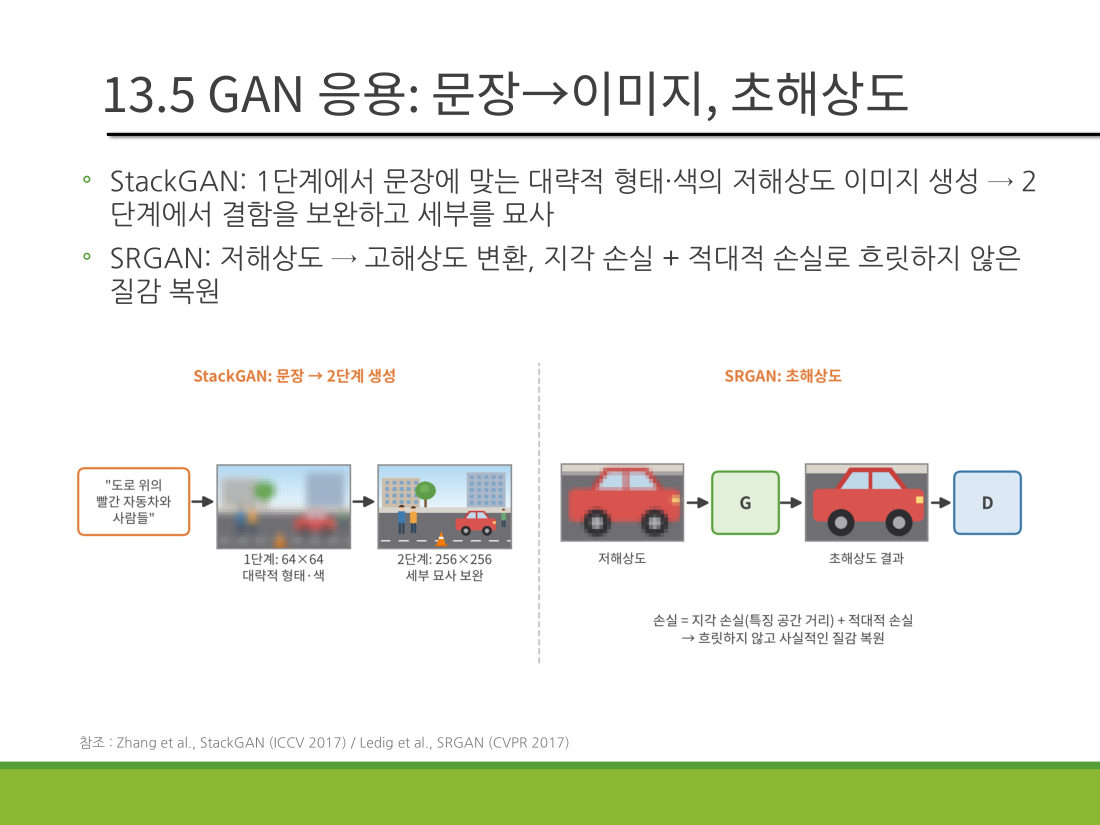 13.5 GAN 응용: 문장→이미지, 초해상도
StackGAN: 1단계에서 문장에 맞는 대략적 형태·색의 저해상도 이미지 생성 → 2
단계에서 결함을 보완하고 세부를 묘사
SRGAN: 저해상도 → 고해상도 변환, 지각 손실 + 적대적 손실로 흐릿하지 않은
질감 복원
StackGAN: 문장 → 2단계 생성
"도로 위의
빨간 자동차와
사람들"
1단계: 64×64
대략적 형태·색
2단계: 256×256
세부 묘사 보완
SRGAN: 초해상도
저해상도
G
초해상도 결과
D
손실 = 지각 손실(특징 공간 거리) + 적대적 손실
→ 흐릿하지 않고 사실적인 질감 복원
참조 : Zhang et al., StackGAN (ICCV 2017) / Ledig et al., SRGAN (CVPR 2017)